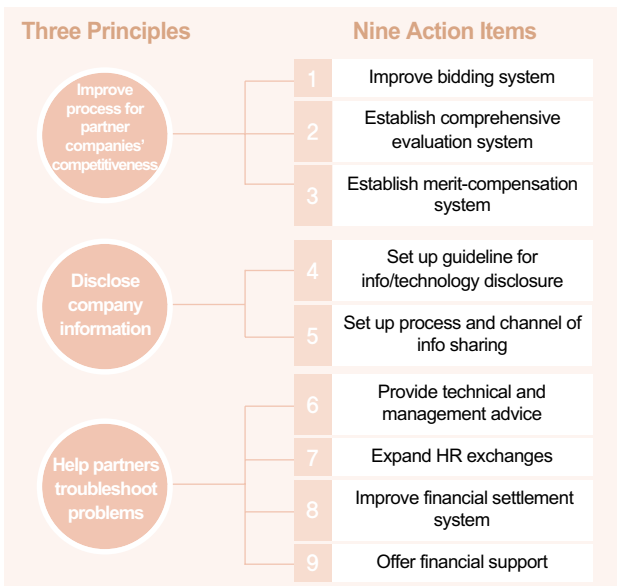 Three Principles
Nine Action Items
Improve
process for
partner
companies'
competitiveness
1
Improve bidding system
2
Establish comprehensive
evaluation system
3
Establish merit-compensation
system
Disclose
company
information
4
Set up guideline for
info/technology disclosure
5
Set up process and channel of
info sharing
Help partners
troubleshoot
problems
6
Provide technical and
management advice
7
Expand HR exchanges
8
Improve financial settlement
system
9
Offer financial support